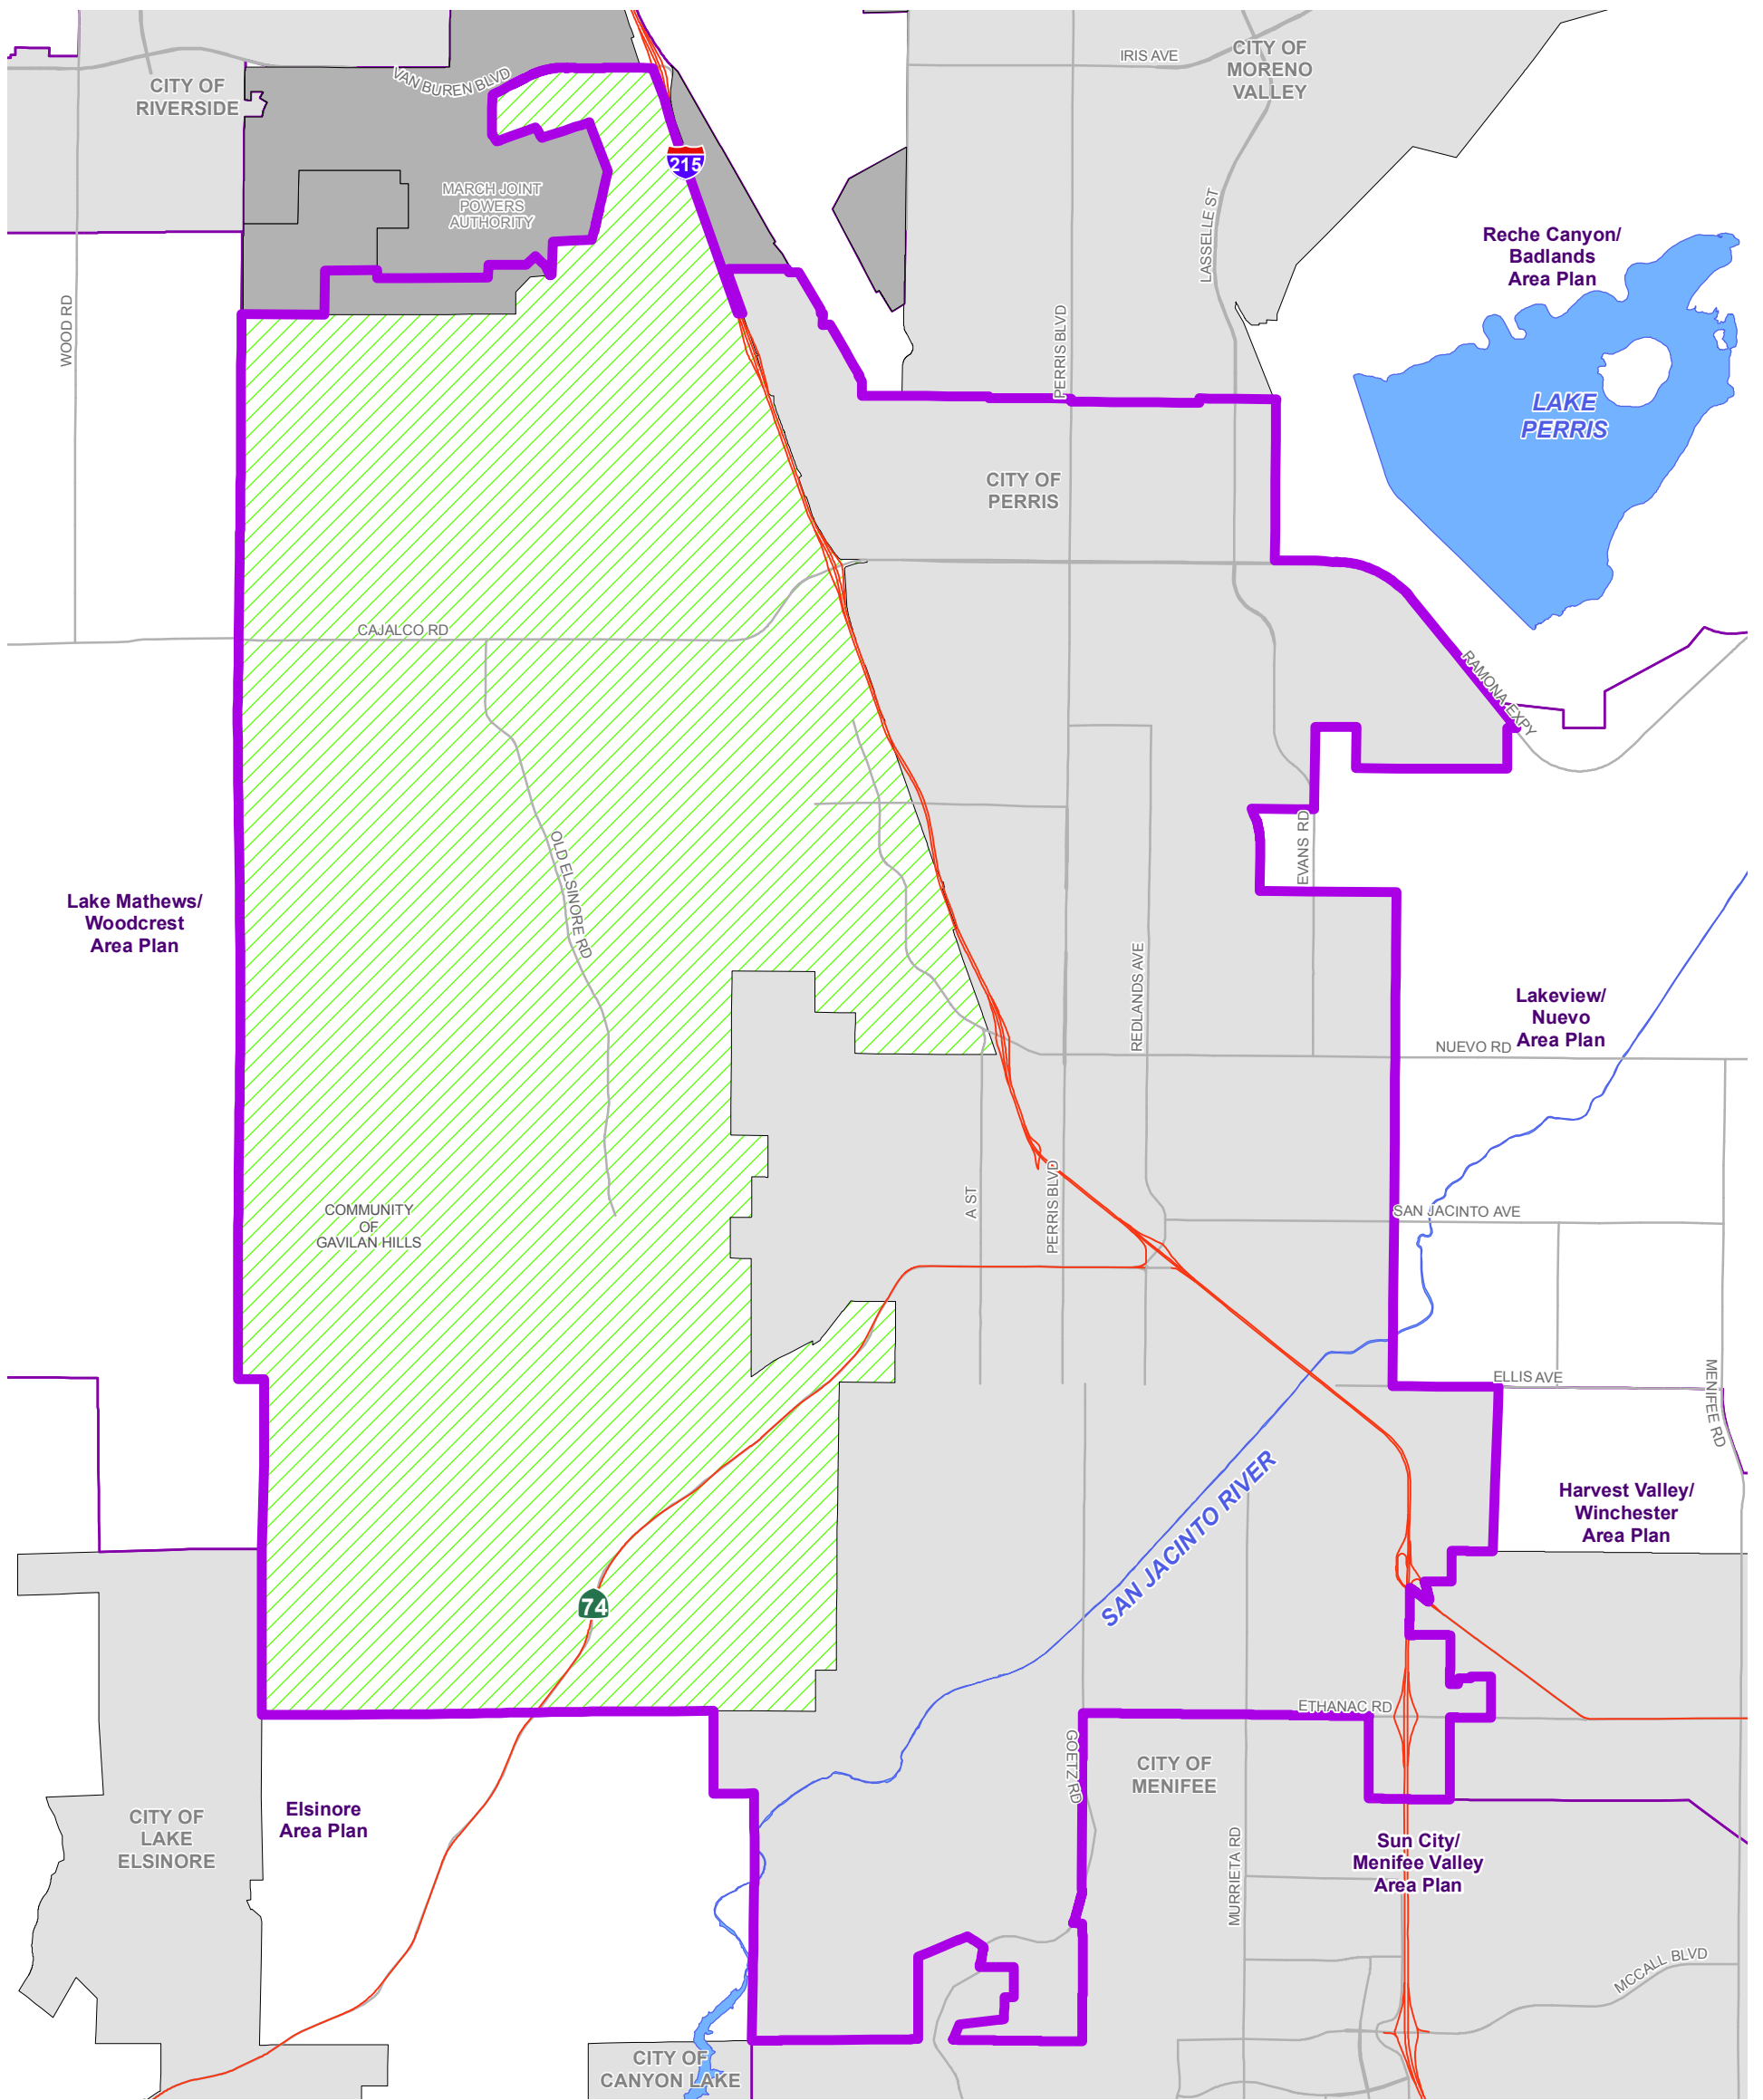 IRIS AVE
CITY OF
MORENO
VALLEY
VAN BUREN BLVD
CITY OF
RIVERSIDE
215
MARCH JOINT
POWERS
AUTHORITY
LASSELLE ST
Reche Canyon/
Badlands
Area Plan
WOOD RD
PERRIS BLVD
LAKE
PERRIS
CITY OF
PERRIS
CAJALCO RD
RAMONA EXPY
OLD ELSINORE RD
EVANS RD
Lake Mathews/
Woodcrest
Area Plan
REDLANDS AVE
Lakeview/
Nuevo
Area Plan
NUEVO RD
A ST
PERRIS BLVD
SAN JACINTO AVE
COMMUNITY
OF
GAVILAN HILLS
ELLIS AVE
MENIFEE RD
SAN JACINTO RIVER
Harvest Valley/
Winchester
Area Plan
74
ETHANAC RD
GOETZ RD
CITY OF
MENIFEE
Elsinore
Area Plan
CITY OF
LAKE
ELSINORE
MURRIETA RD
Sun City/
Menifee Valley
Area Plan
MCCALL BLVD
CITY OF
CANYON LAKE